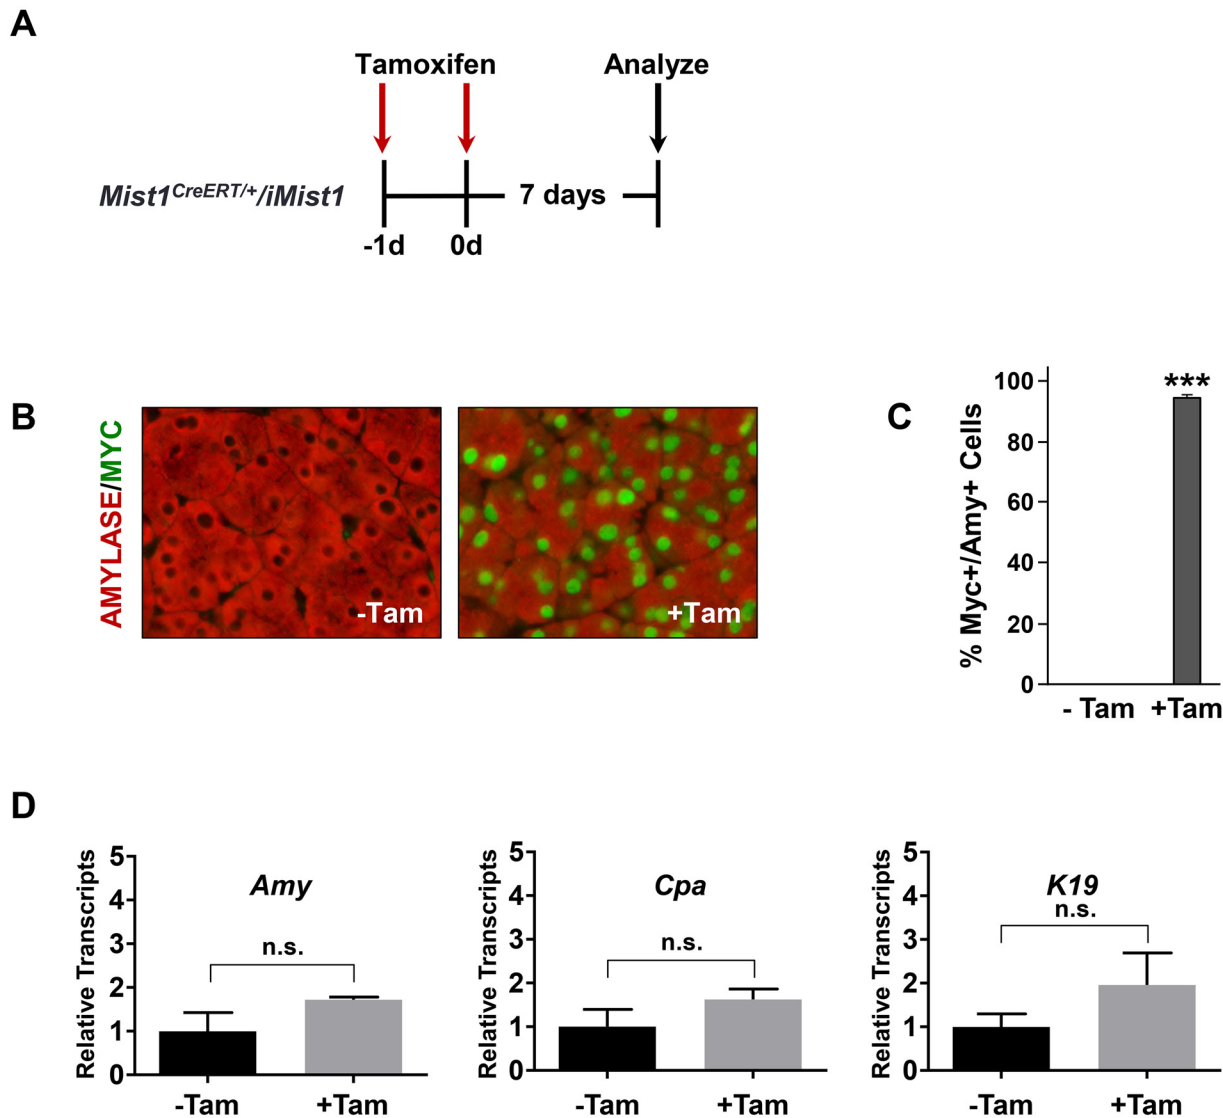 A
Tamoxifen Analyze
Mist1CreERT/+/iMist1
7 days
-1d 0d
B
AMYLASE/MYC
-Tam
+Tam
C
% Myc+/Amy+ Cells
100
80
60
40
20
0
***
- Tam +Tam
D
Relative Transcripts
5
4
3
2
1
0
Amy
n.s.
-Tam +Tam
Relative Transcripts
5
4
3
2
1
0
Cpa
n.s.
-Tam +Tam
Relative Transcripts
5
4
3
2
1
0
K19
n.s.
-Tam +Tam